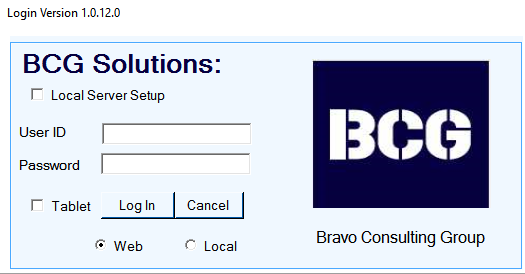 Login Version 1.0.12.0
BCG Solutions:
Local Server Setup
User ID
Password
Tablet
Log In
Cancel
Web
Local
BCG
Bravo Consulting Group